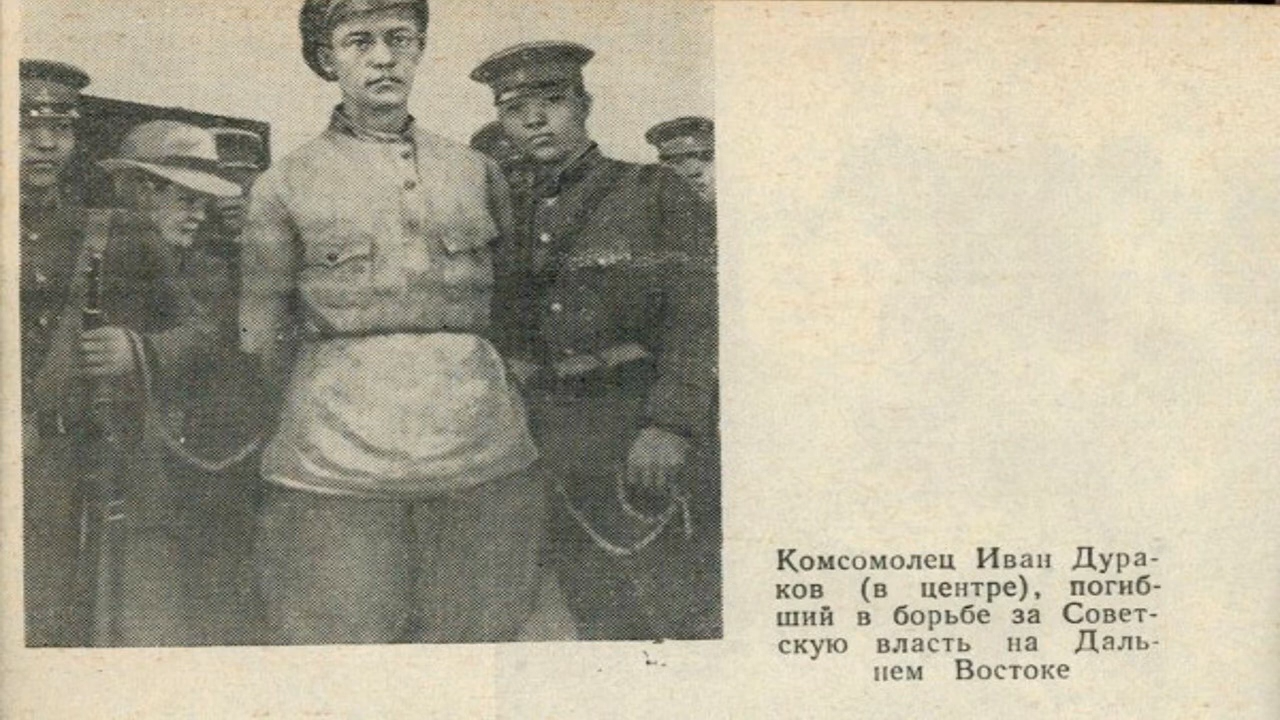 Комсомолец Иван Дура-
ков (в центре), погиб-
ший в борьбе за Совет-
скую власть на Даль-
нем Востоке